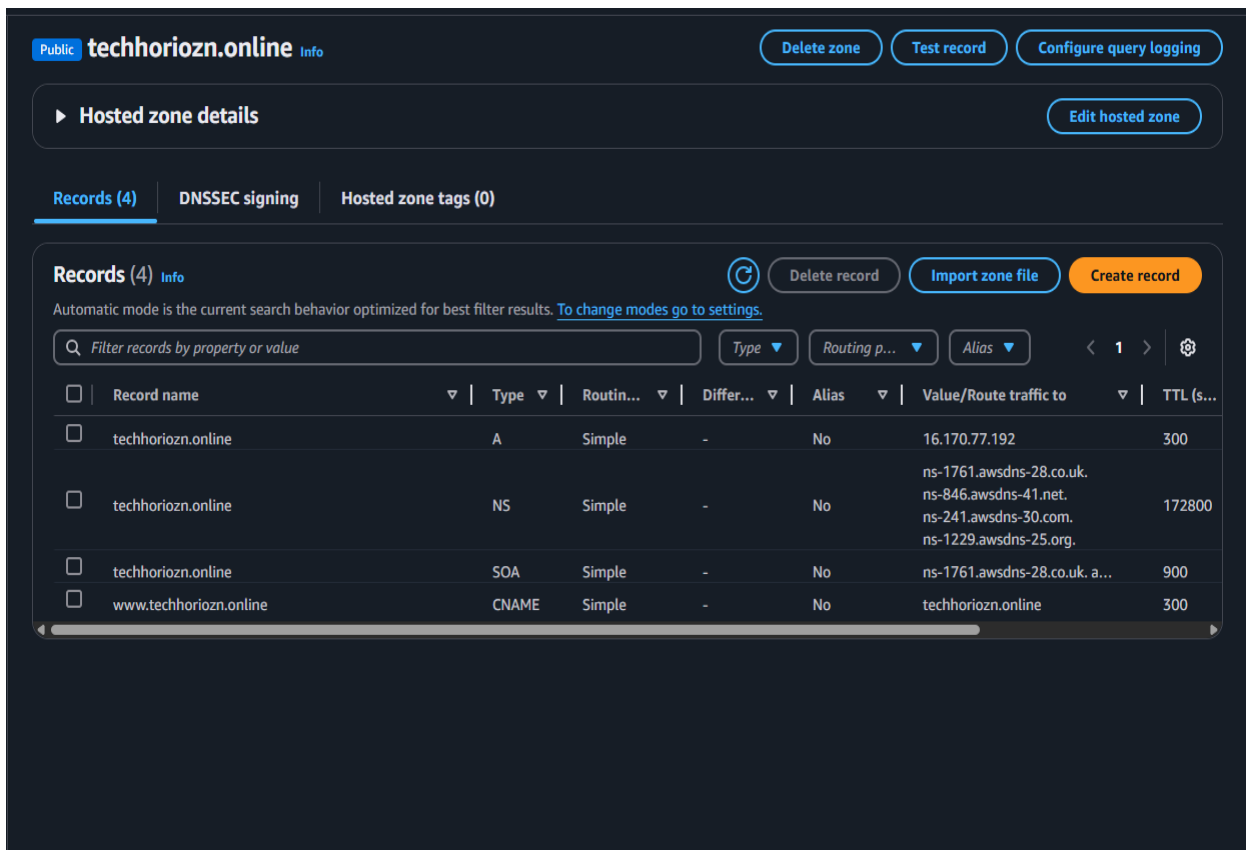 Public techhoriozn.online Info Delete zone Test record Configure query logging
Hosted zone details Edit hosted zone
Records (4) DNSSEC signing Hosted zone tags (0)
Records (4) Info Delete record Import zone file Create record
Automatic mode is the current search behavior optimized for best filter results. To change modes go to settings.
Filter records by property or value Type Routing p... Alias 1
Record name Type Routin... Differ... Alias Value/Route traffic to TTL (s...
techhoriozn.online A Simple - No 16.170.77.192 300
ns-1761.awsdns-28.co.uk.
ns-846.awsdns-41.net.
techhoriozn.online NS Simple - No 172800
ns-241.awsdns-30.com.
ns-1229.awsdns-25.org.
techhoriozn.online SOA Simple - No ns-1761.awsdns-28.co.uk. a... 900
www.techhoriozn.online CNAME Simple - No techhoriozn.online 300